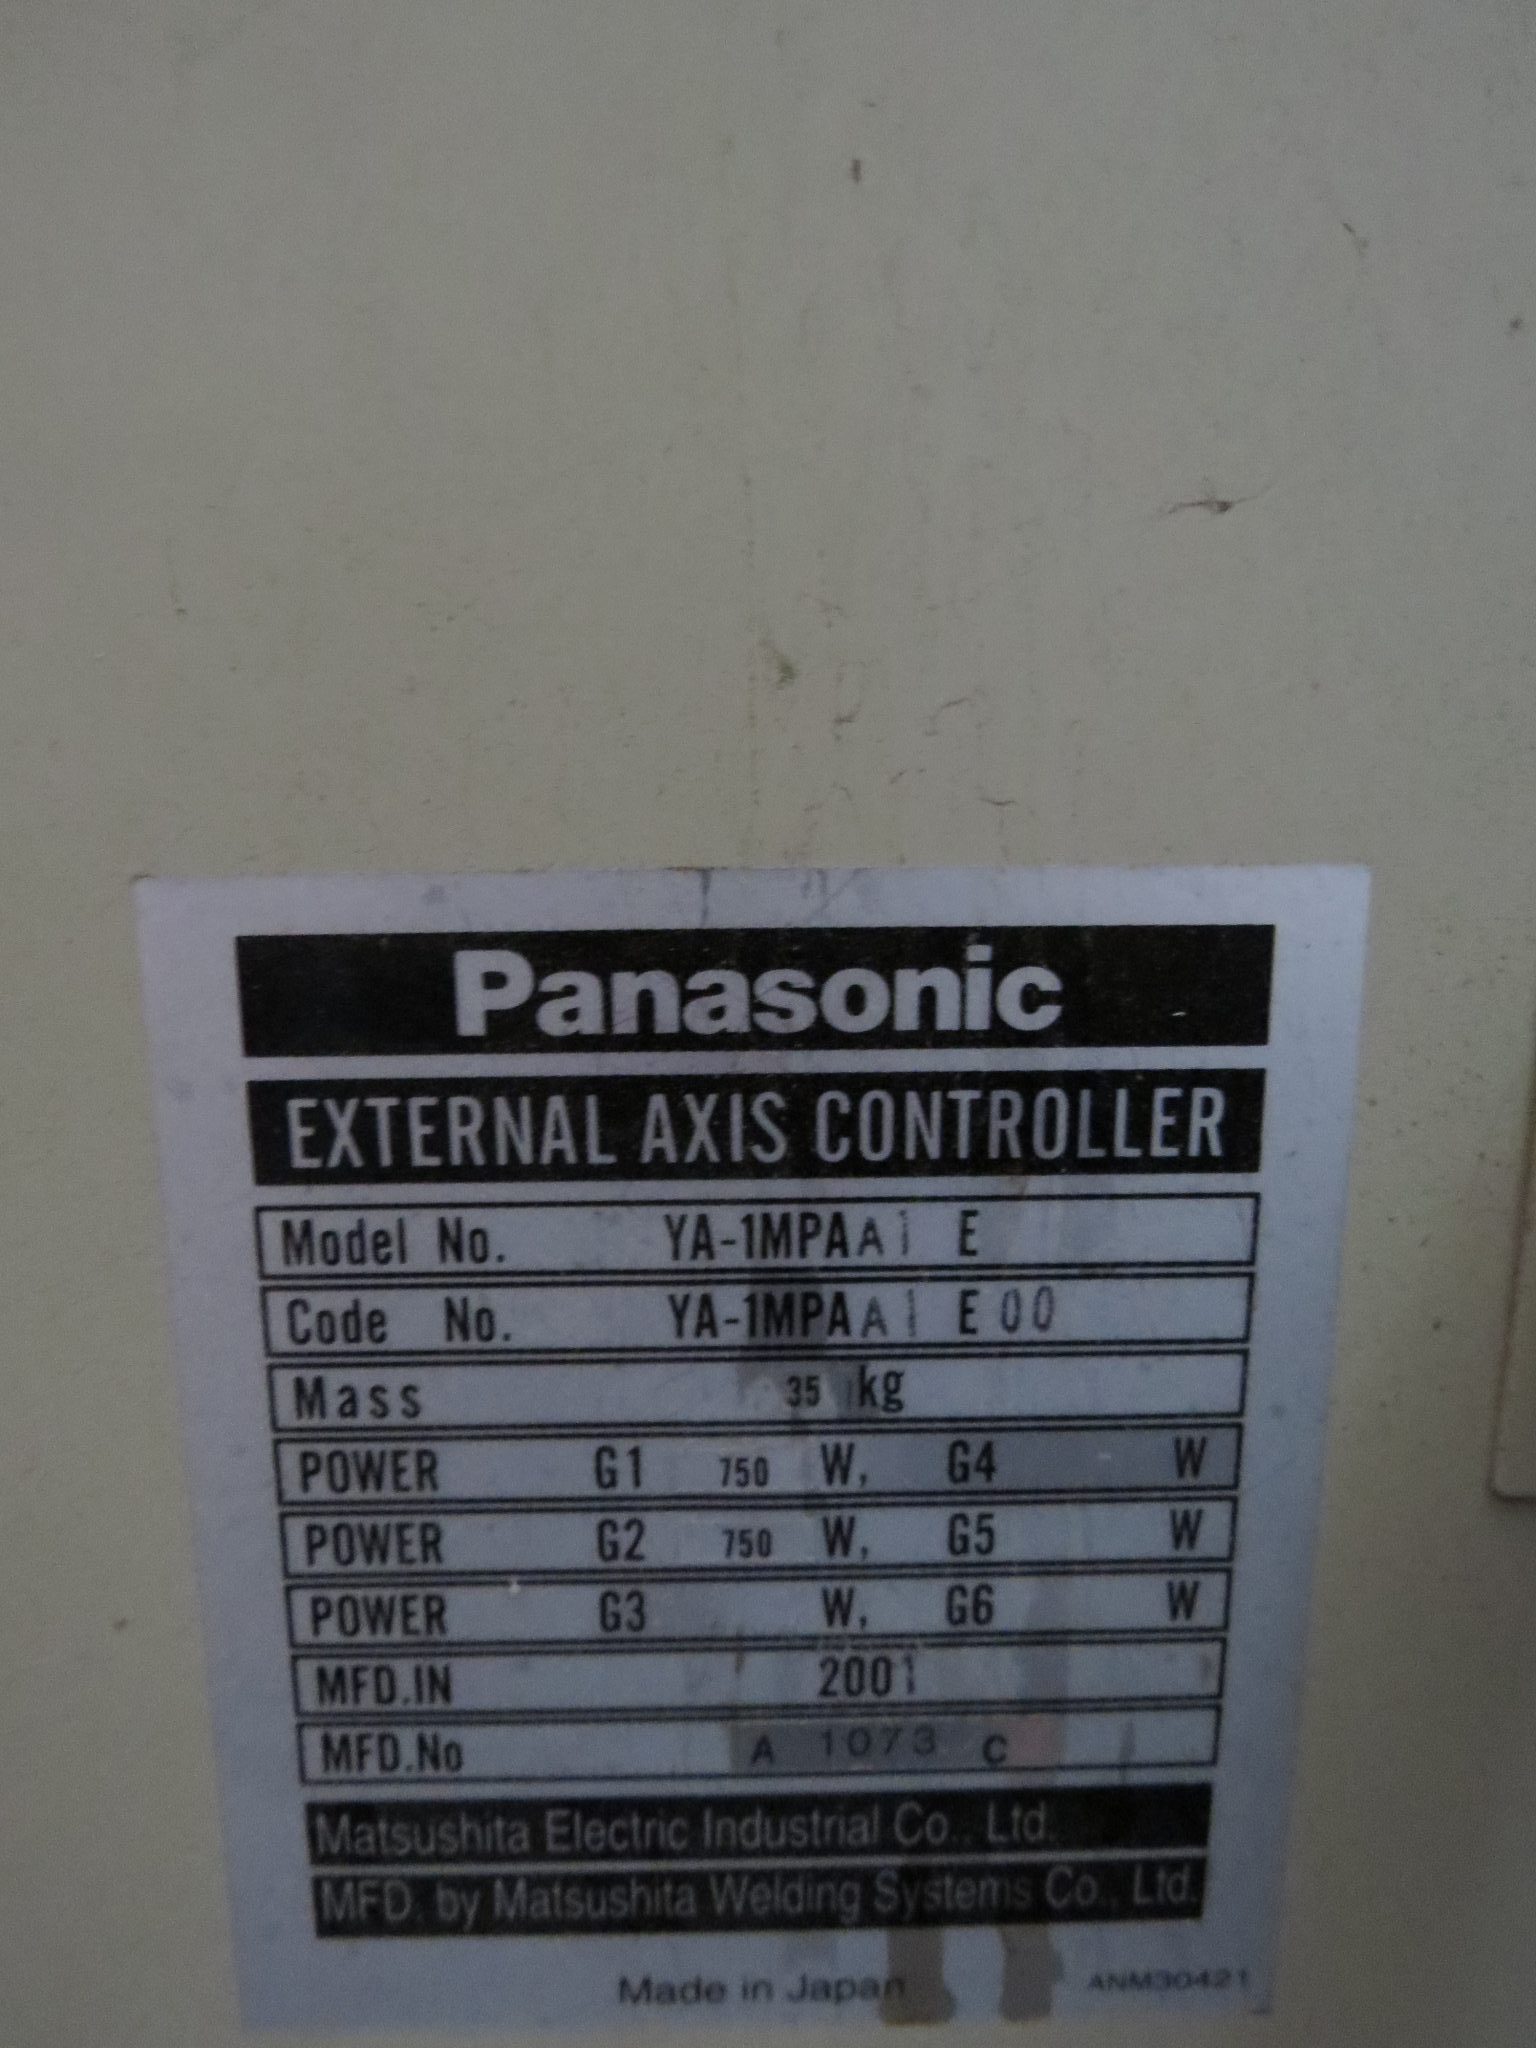 Panasonic
EXTERNAL AXIS CONTROLLER
Model No. YA-1MPAA1 E
Code No. YA-1MPAA1 E00
Mass 35 kg
POWER G1 750 W, G4 W
POWER G2 750 W, G5 W
POWER G3 W, G6 W
MFD.IN 2001
MFD.No A 1073 C
Matsushita Electric Industrial Co., Ltd.
MFD. by Matsushita Welding Systems Co., Ltd.
Made in Japan ANM30421